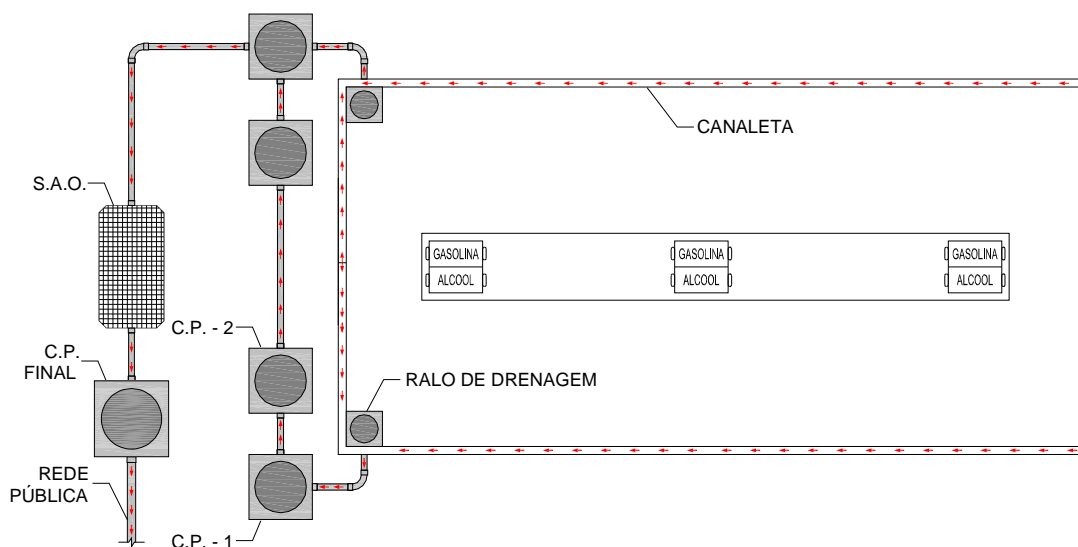 CANALETA
S.A.O.
GASOLINA
GASOLINA
GASOLINA
ALCOOL
ALCOOL
ALCOOL
C.P. - 2
C.P.
FINAL
RALO DE DRENAGEM
REDE
PÚBLICA
C.P. - 1